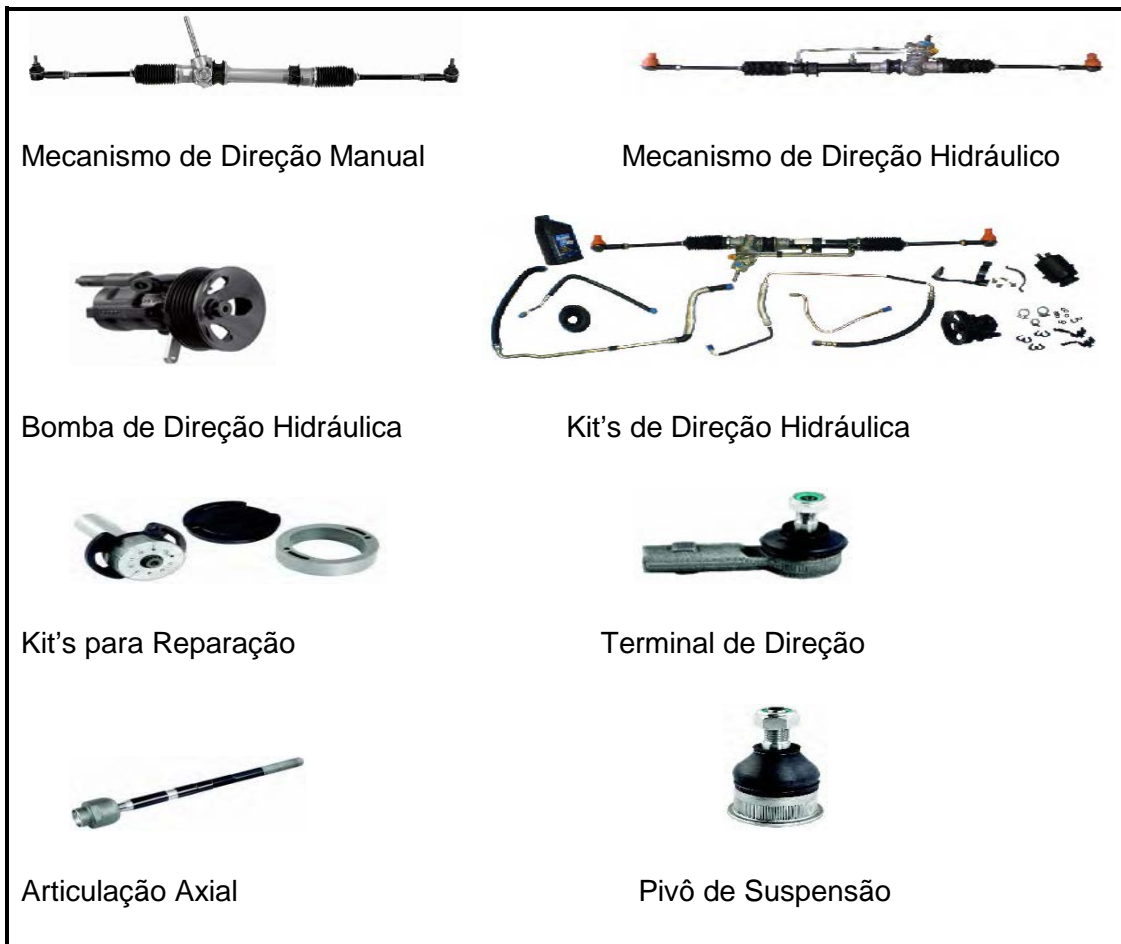 Mecanismo de Direção Manual
Mecanismo de Direção Hidráulico
Bomba de Direção Hidráulica
Kit's de Direção Hidráulica
Kit's para Reparação
Terminal de Direção
Articulação Axial
Pivô de Suspensão